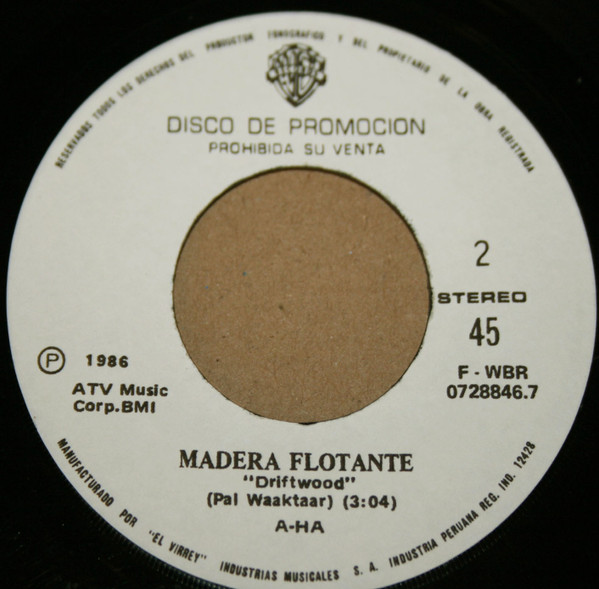 RESERVADOS TODOS LOS DERECHOS DEL PRODUCTOR FONOGRAFICO Y DEL PROPIETARIO DE LA OBRA REGISTRADA
DISCO DE PROMOCION
PROHIBIDA SU VENTA
2
STEREO
45
F - WBR
0728846.7
Ⓟ 1986
ATV Music
Corp.BMI
MADERA FLOTANTE
"Driftwood"
(Pal Waaktaar) (3:04)
A-HA
MANUFACTURADO POR "EL VIRREY" INDUSTRIAS MUSICALES S. A. INDUSTRIA PERUANA REG. IND. 12428